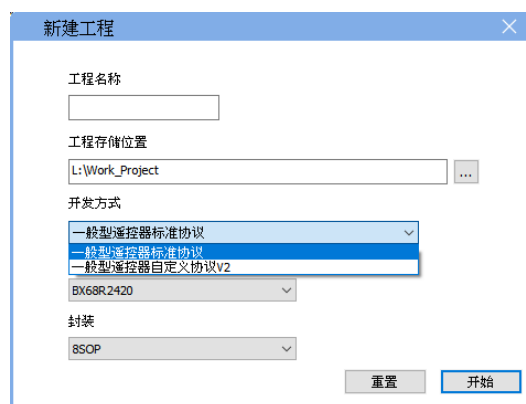 新建工程
工程名称
工程存储位置
L:\Work_Project
...
开发方式
一般型遥控器标准协议
一般型遥控器标准协议
一般型遥控器自定义协议V2
BX68R2420
封装
8SOP
重置
开始